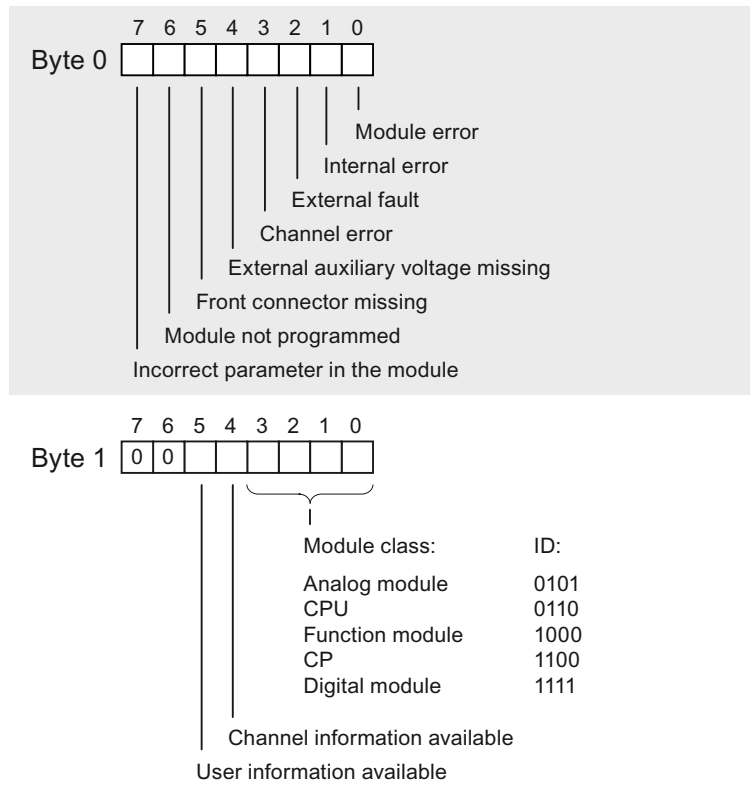 7 6 5 4 3 2 1 0
Byte 0
Module error
Internal error
External fault
Channel error
External auxiliary voltage missing
Front connector missing
Module not programmed
Incorrect parameter in the module
7 6 5 4 3 2 1 0
Byte 1 0 0
Module class: ID:
Analog module 0101
CPU 0110
Function module 1000
CP 1100
Digital module 1111
Channel information available
User information available